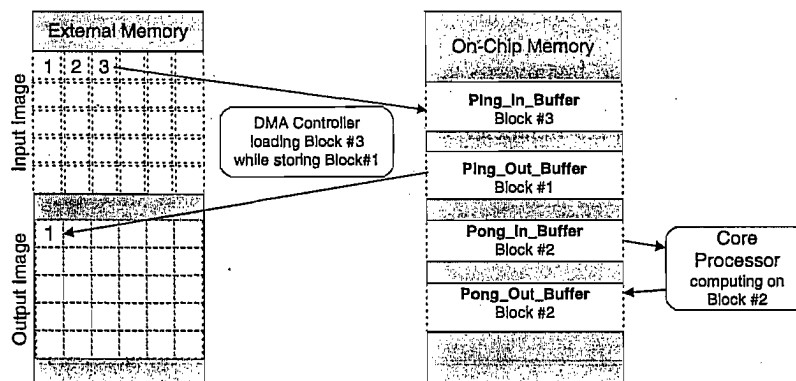 External Memory
Input Image
1 2 3
Output Image
1
DMA Controller
loading Block #3
while storing Block#1
On-Chip Memory
Ping_In_Buffer
Block #3
Ping_Out_Buffer
Block #1
Pong_In_Buffer
Block #2
Pong_Out_Buffer
Block #2
Core
Processor
computing on
Block #2